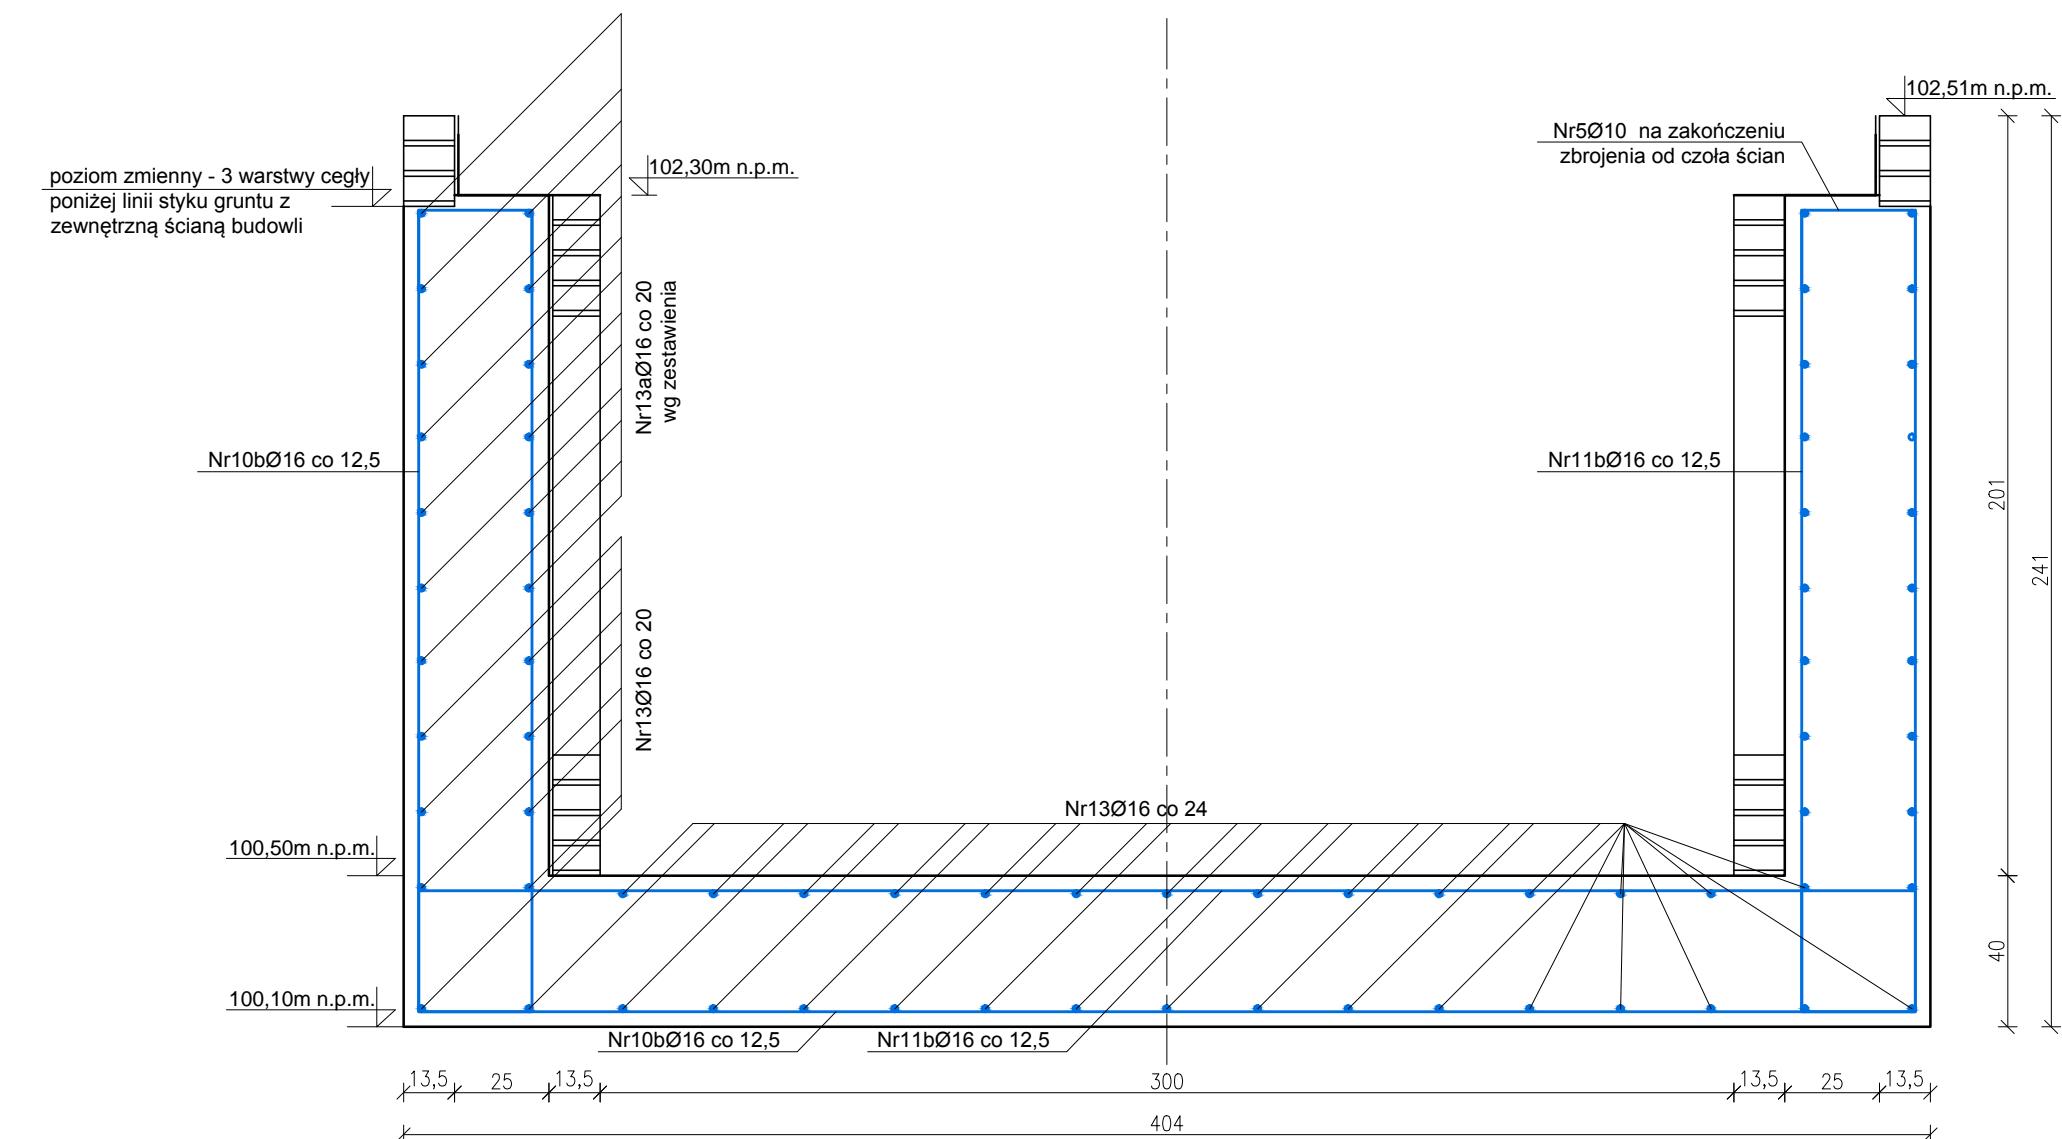 102,51m n.p.m.
Nr5Ø10 na zakończeniu
zbrojenia od czoła ścian
poziom zmienny - 3 warstwy cegły
poniżej linii styku gruntu z
zewnętrzną ścianą budowli
102,30m n.p.m.
Nr13aØ16 co 20
wg zestawienia
Nr10bØ16 co 12,5
Nr11bØ16 co 12,5
201
241
Nr13Ø16 co 20
Nr13Ø16 co 24
100,50m n.p.m.
40
100,10m n.p.m.
Nr10bØ16 co 12,5
Nr11bØ16 co 12,5
13,5
25
13,5
300
13,5
25
13,5
404